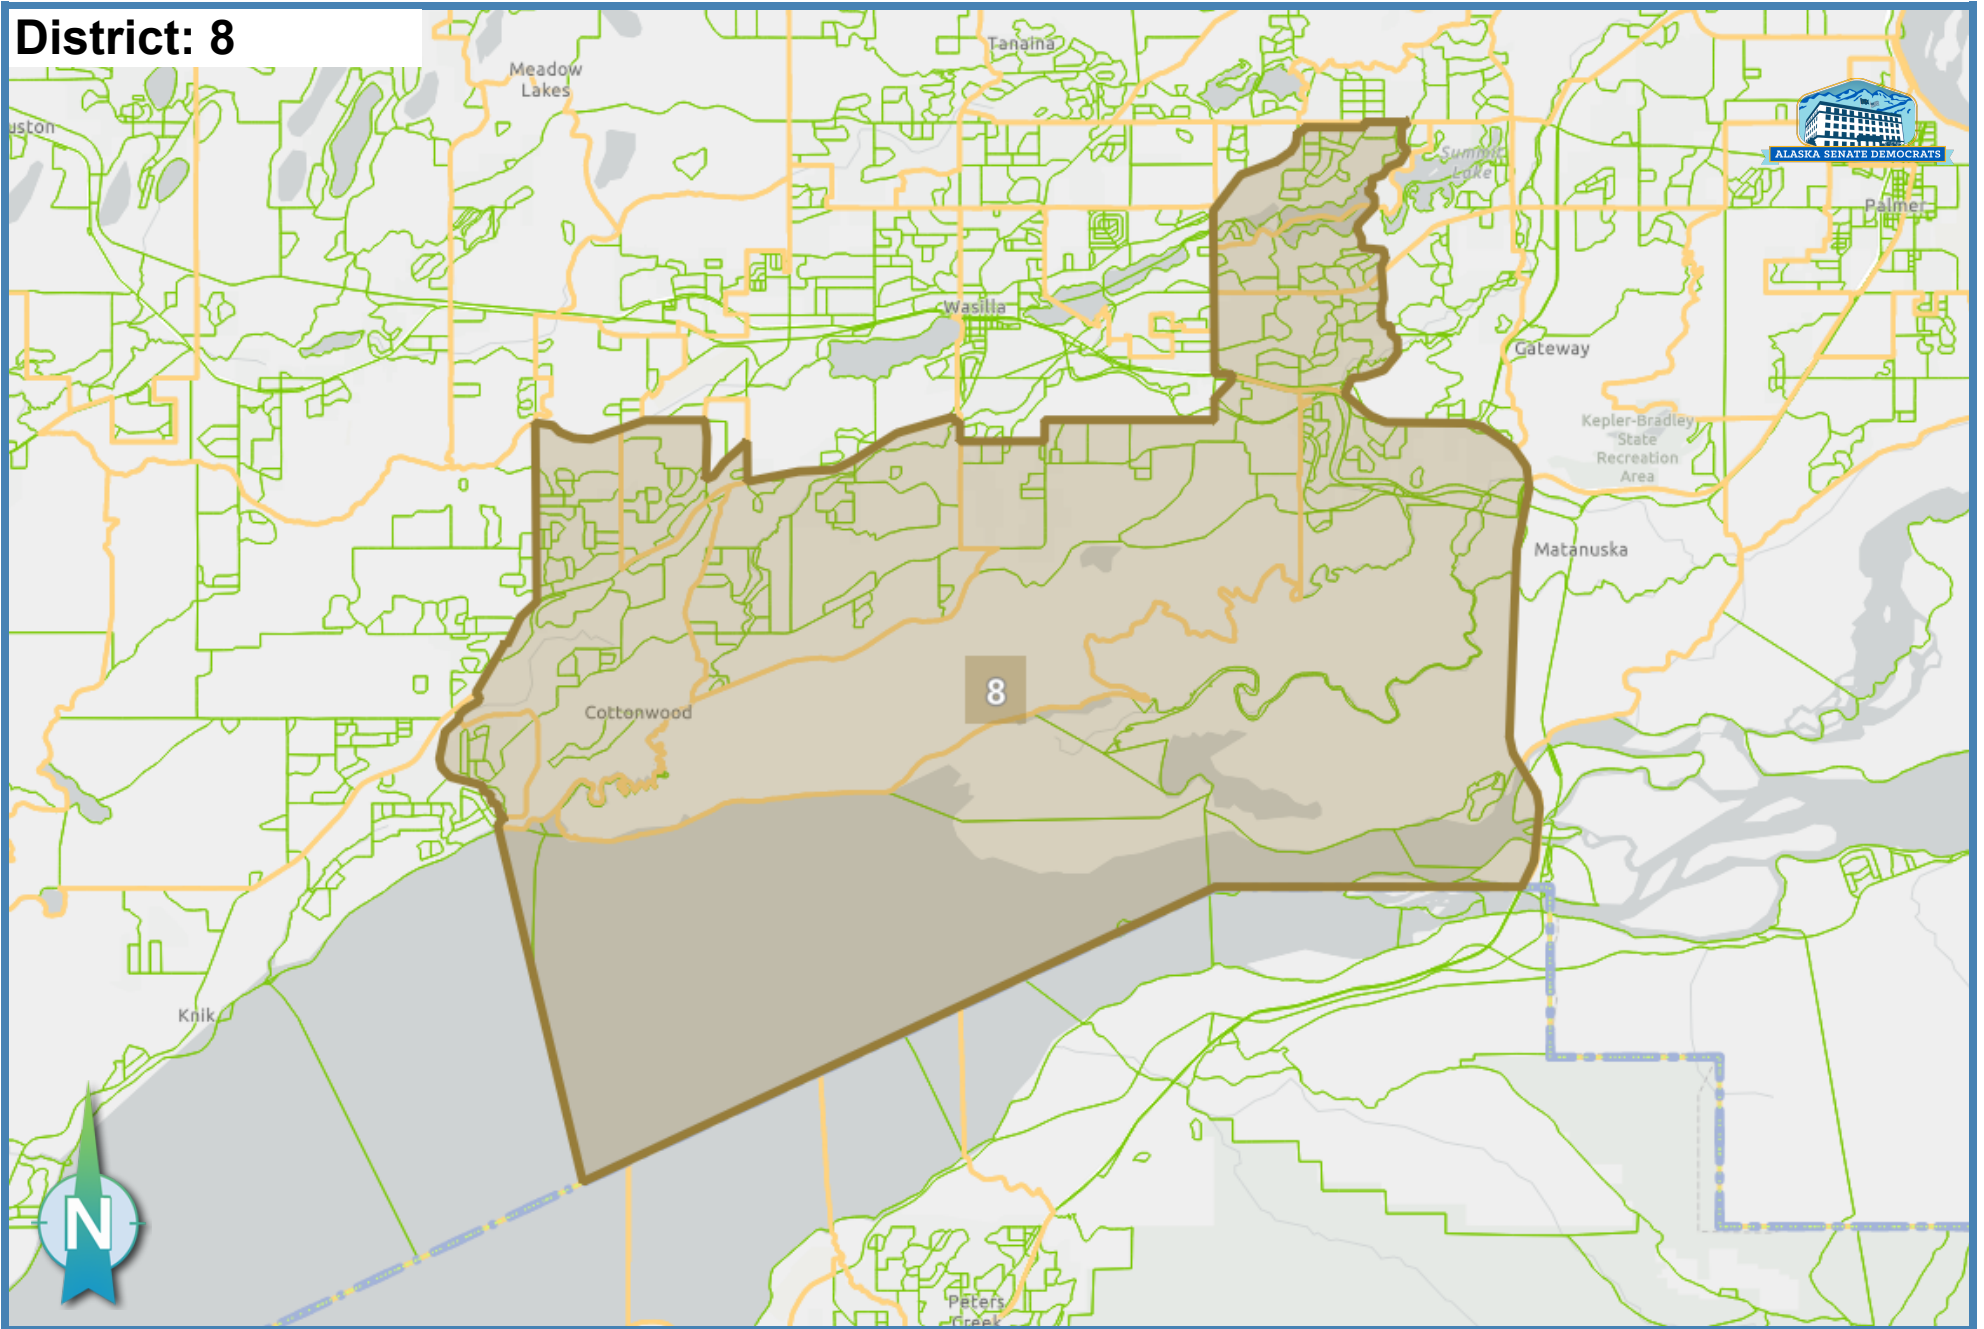 District: 8
Tanaina
Meadow
Lakes
uston
Summit
Lake
ALASKA SENATE DEMOCRATS
Palmer
Wasilla
Gateway
Kepler-Bradley
State
Recreation
Area
Matanuska
8
Cottonwood
Knik
N
Peters
Creek